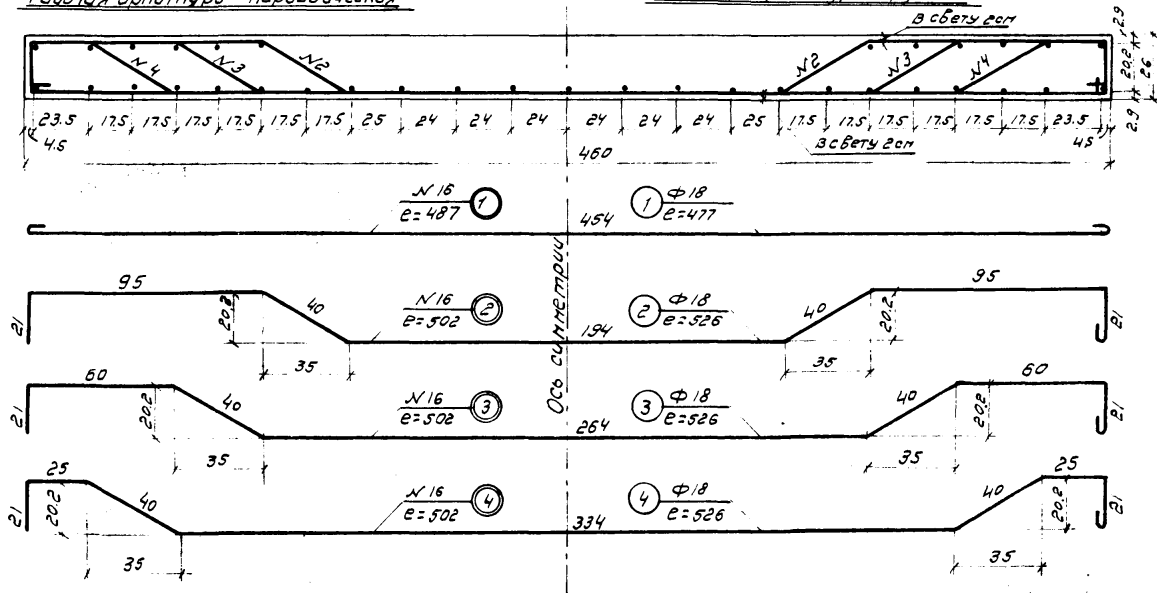 Рабочая арматура периодическая
в свету 2см
N4 N3 N2 N2 N3 N4
2.9
20.2
26
2.9
23.5 17.5 17.5 17.5 17.5 17.5 17.5 25 24 24 24 24 24 24 25 17.5 17.5 17.5 17.5 17.5 17.5 23.5
4.5 в свету 2см 4.5
460
N16 1 1 Ф18
e=487 e=477
454
Ось симметрии
95 N16 2 2 Ф18 95
21 20.2 40 e=502 e=526 40 20.2 21
194
35 35
60 N16 3 3 Ф18 60
21 20.2 40 e=502 e=526 40 20.2 21
264
35 35
25 N16 4 4 Ф18 25
21 20.2 40 e=502 e=526 40 20.2 21
334
35 35